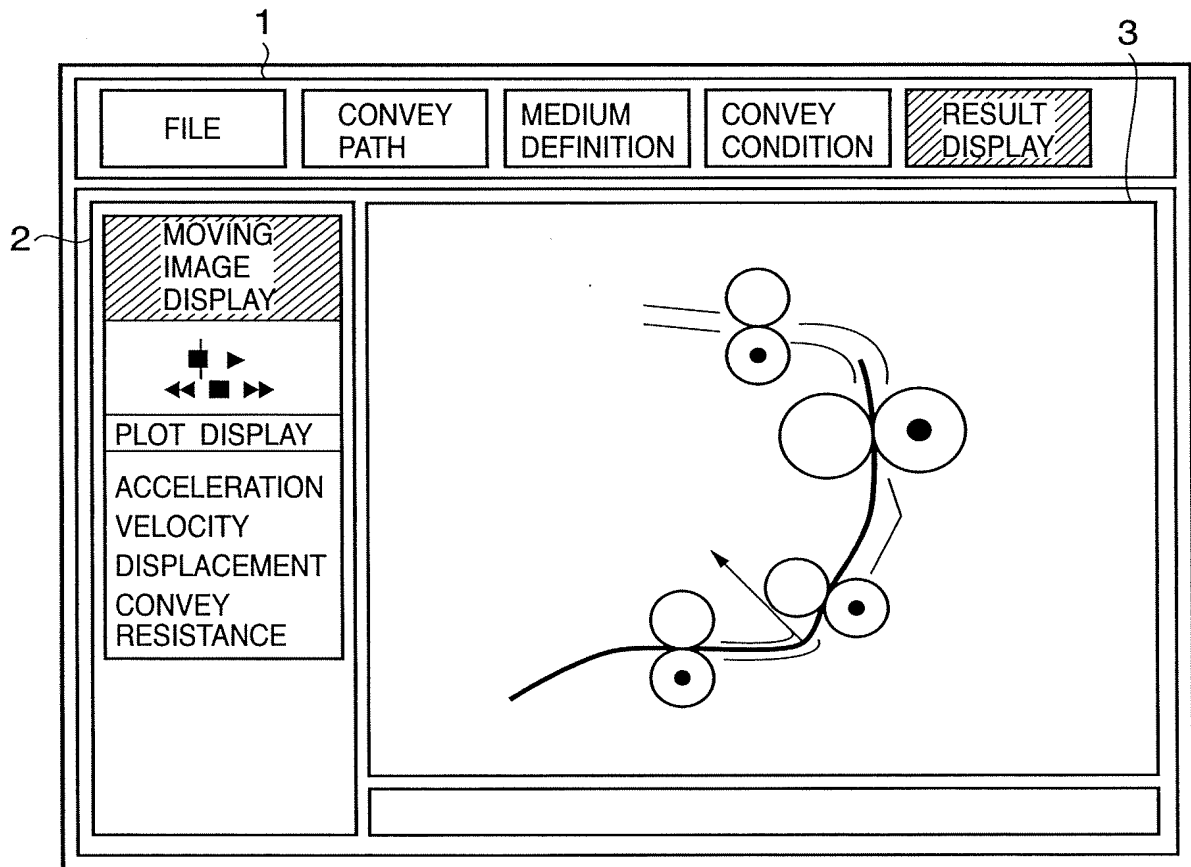 1
3
FILE
CONVEY
PATH
MEDIUM
DEFINITION
CONVEY
CONDITION
RESULT
DISPLAY
2
MOVING
IMAGE
DISPLAY
PLOT DISPLAY
ACCELERATION
VELOCITY
DISPLACEMENT
CONVEY
RESISTANCE